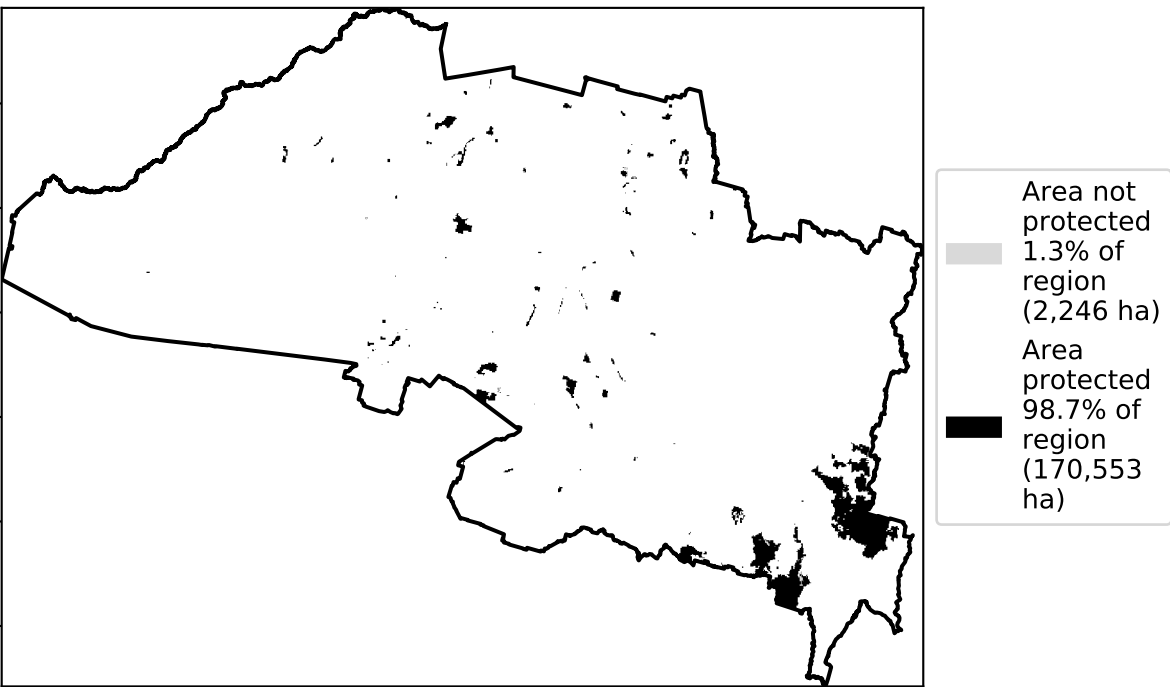 Area not
protected
1.3% of
region
(2,246 ha)
Area
protected
98.7% of
region
(170,553
ha)